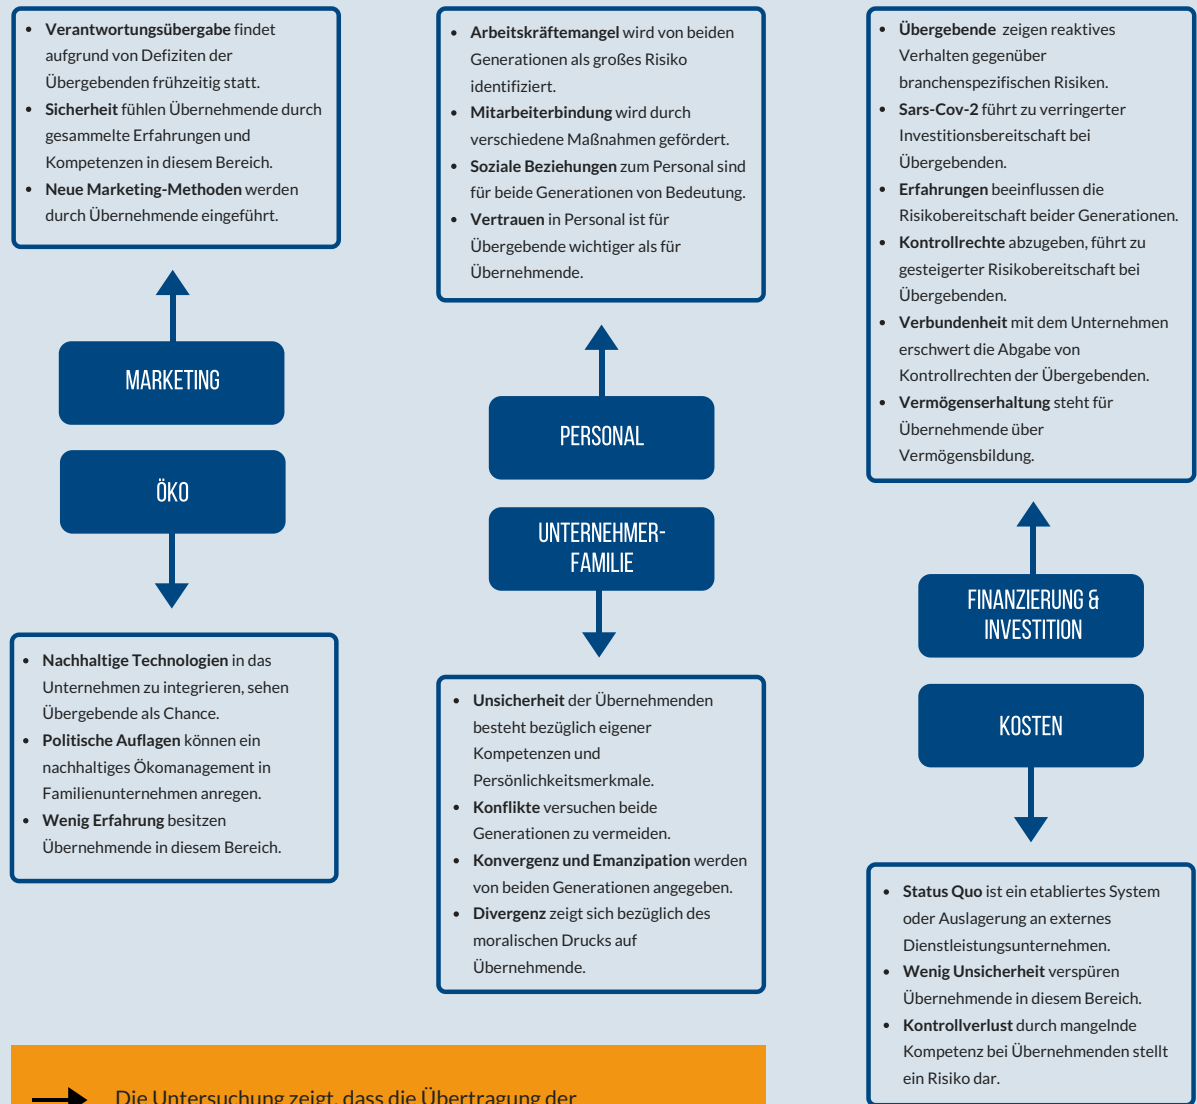 Verantwortungsübergabe findet
aufgrund von Defiziten der
Übergebenden frühzeitig statt.
Sicherheit fühlen Übernehmende durch
gesammelte Erfahrungen und
Kompetenzen in diesem Bereich.
Neue Marketing-Methoden werden
durch Übernehmende eingeführt.
MARKETING
ÖKO
Nachhaltige Technologien in das
Unternehmen zu integrieren, sehen
Übergebende als Chance.
Politische Auflagen können ein
nachhaltiges Ökomanagement in
Familienunternehmen anregen.
Wenig Erfahrung besitzen
Übernehmende in diesem Bereich.
Arbeitskräftemangel wird von beiden
Generationen als großes Risiko
identifiziert.
Mitarbeiterbindung wird durch
verschiedene Maßnahmen gefördert.
Soziale Beziehungen zum Personal sind
für beide Generationen von Bedeutung.
Vertrauen in Personal ist für
Übergebende wichtiger als für
Übernehmende.
PERSONAL
UNTERNEHMER-
FAMILIE
Unsicherheit der Übernehmenden
besteht bezüglich eigener
Kompetenzen und
Persönlichkeitsmerkmale.
Konflikte versuchen beide
Generationen zu vermeiden.
Konvergenz und Emanzipation werden
von beiden Generationen angegeben.
Divergenz zeigt sich bezüglich des
moralischen Drucks auf
Übernehmende.
Übergebende zeigen reaktives
Verhalten gegenüber
branchenspezifischen Risiken.
Sars-Cov-2 führt zu verringerter
Investitionsbereitschaft bei
Übergebenden.
Erfahrungen beeinflussen die
Risikobereitschaft beider Generationen.
Kontrollrechte abzugeben, führt zu
gesteigerter Risikobereitschaft bei
Übergebenden.
Verbundenheit mit dem Unternehmen
erschwert die Abgabe von
Kontrollrechten der Übergebenden.
Vermögenserhaltung steht für
Übernehmende über
Vermögensbildung.
FINANZIERUNG &
INVESTITION
KOSTEN
Status Quo ist ein etabliertes System
oder Auslagerung an externes
Dienstleistungsunternehmen.
Wenig Unsicherheit verspüren
Übernehmende in diesem Bereich.
Kontrollverlust durch mangelnde
Kompetenz bei Übernehmenden stellt
ein Risiko dar.
Die Untersuchung zeigt, dass die Übertragung der